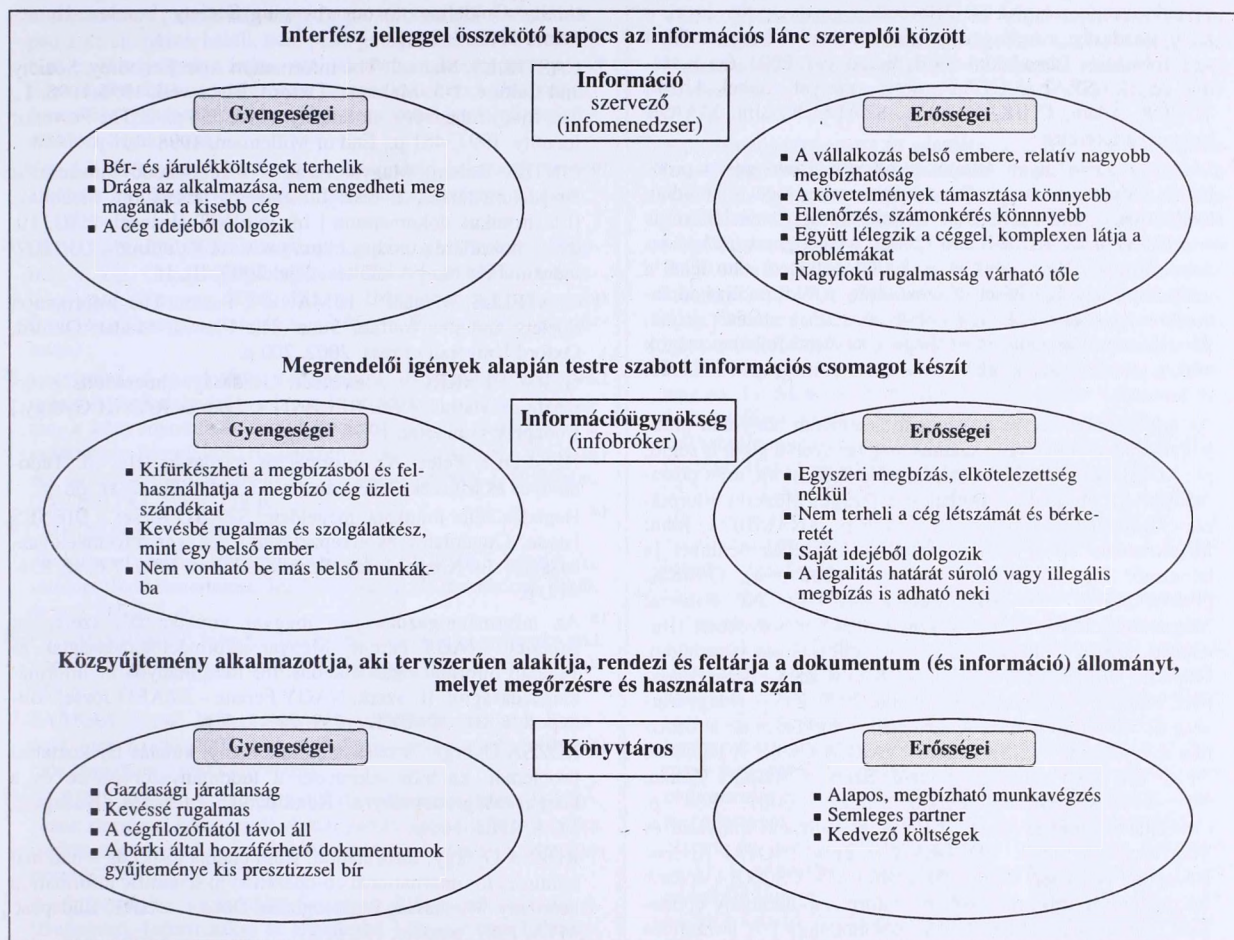 Interfész jelleggel összekötő kapocs az információs lánc szereplői között
Információ
szervező
(infomenedzser)
Gyengeségei
■ Bér- és járulékköltségek terhelik
■ Drága az alkalmazása, nem engedheti meg
magának a kisebb cég
■ A cég idejéből dolgozik
Erősségei
■ A vállalkozás belső embere, relatív nagyobb
megbízhatóság
■ A követelmények támasztása könnyebb
■ Ellenőrzés, számonkérés könnnyebb
■ Együtt lélegzik a céggel, komplexen látja a
problémákat
■ Nagyfokú rugalmasság várható tőle
Megrendelői igények alapján testre szabott információs csomagot készít
Információügynökség
(infobróker)
Gyengeségei
■ Kifürkészheti a megbízásból és fel-
használhatja a megbízó cég üzleti
szándékait
■ Kevésbé rugalmas és szolgálatkész,
mint egy belső ember
■ Nem vonható be más belső munkák-
ba
Erősségei
■ Egyszeri megbízás, elkötelezettség
nélkül
■ Nem terheli a cég létszámát és bérke-
retét
■ Saját idejéből dolgozik
■ A legalitás határát súroló vagy illegális
megbízás is adható neki
Közgyűjtemény alkalmazottja, aki tervszerűen alakítja, rendezi és feltárja a dokumentum (és információ) állományt,
melyet megőrzésre és használatra szán
Könyvtáros
Gyengeségei
■ Gazdasági járatlanság
■ Kevéssé rugalmas
■ A cégfilozófiától távol áll
■ A bárki által hozzáférhető dokumentumok
gyűjteménye kis presztízzsel bír
Erősségei
■ Alapos, megbízható munkavégzés
■ Semleges partner
■ Kedvező költségek